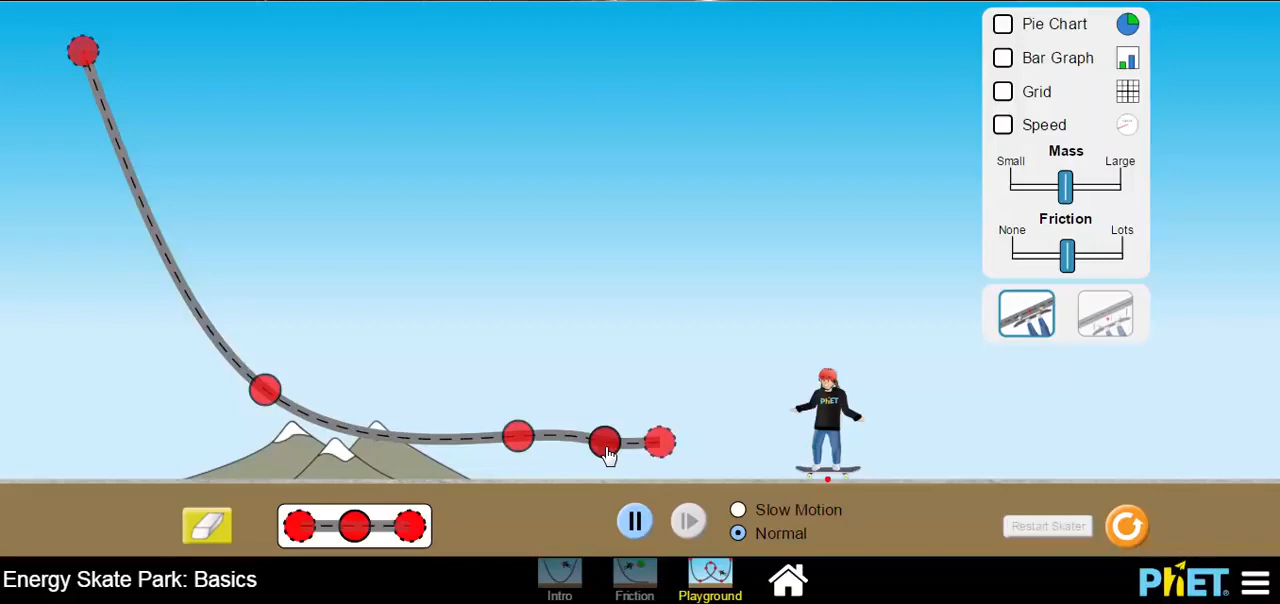 Pie Chart
Bar Graph
Grid
Speed
Mass
Small Large
Friction
None Lots
PhET
Slow Motion
Normal
Restart Skater
Energy Skate Park: Basics
Intro
Friction
Playground
PhET